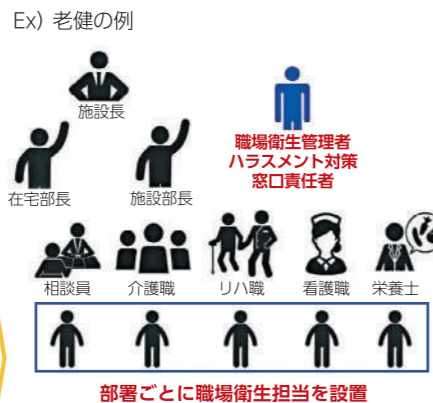 Ex) 老健の例
施設長
職場衛生管理者
ハラスメント対策
窓口責任者
在宅部長
施設部長
相談員
介護職
リハ職
看護職
栄養士
部署ごとに職場衛生担当を設置